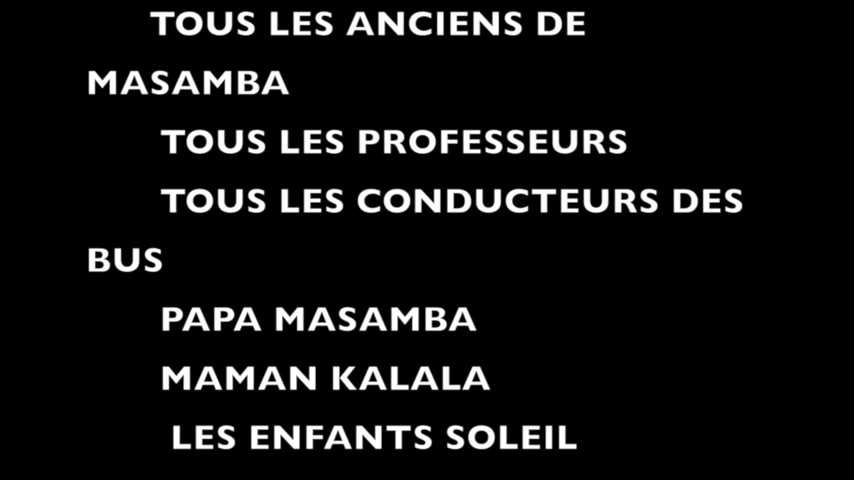 TOUS LES ANCIENS DE
MASAMBA
TOUS LES PROFESSEURS
TOUS LES CONDUCTEURS DES
BUS
PAPA MASAMBA
MAMAN KALALA
LES ENFANTS SOLEIL